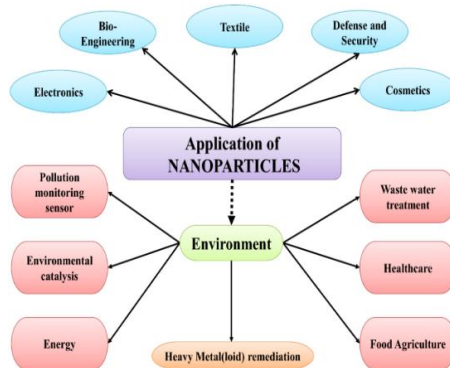 Bio-
Engineering
Textile
Defense and
Security
Electronics
Cosmetics
Application of
NANOPARTICLES
Pollution
monitoring
sensor
Waste water
treatment
Environment
Environmental
catalysis
Healthcare
Energy
Heavy Metal(loid) remediation
Food Agriculture